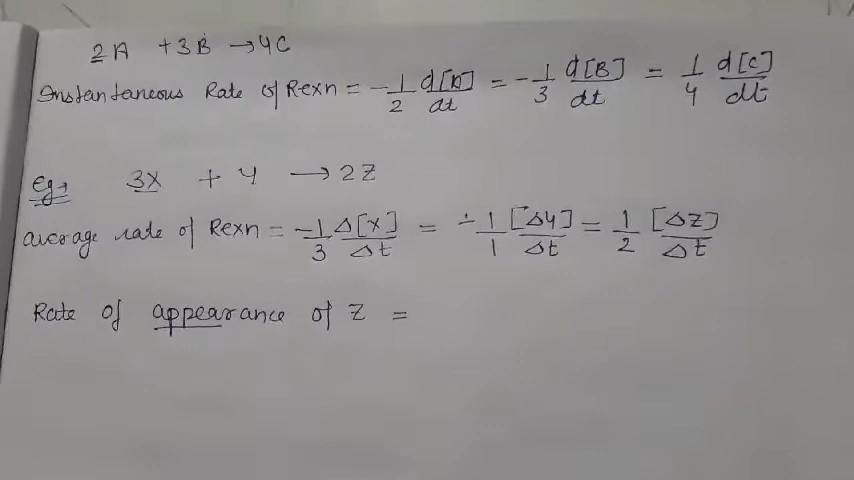 2A + 3B → 4C
Instantaneous Rate of Rexn = -1/2 d[A]/dt = -1/3 d[B]/dt = 1/4 d[C]/dt
Eg→ 3X + Y → 2Z
average rate of Rexn = -1/3 Δ[X]/Δt = -1/1 [ΔY]/Δt = 1/2 [ΔZ]/Δt
Rate of appearance of Z =